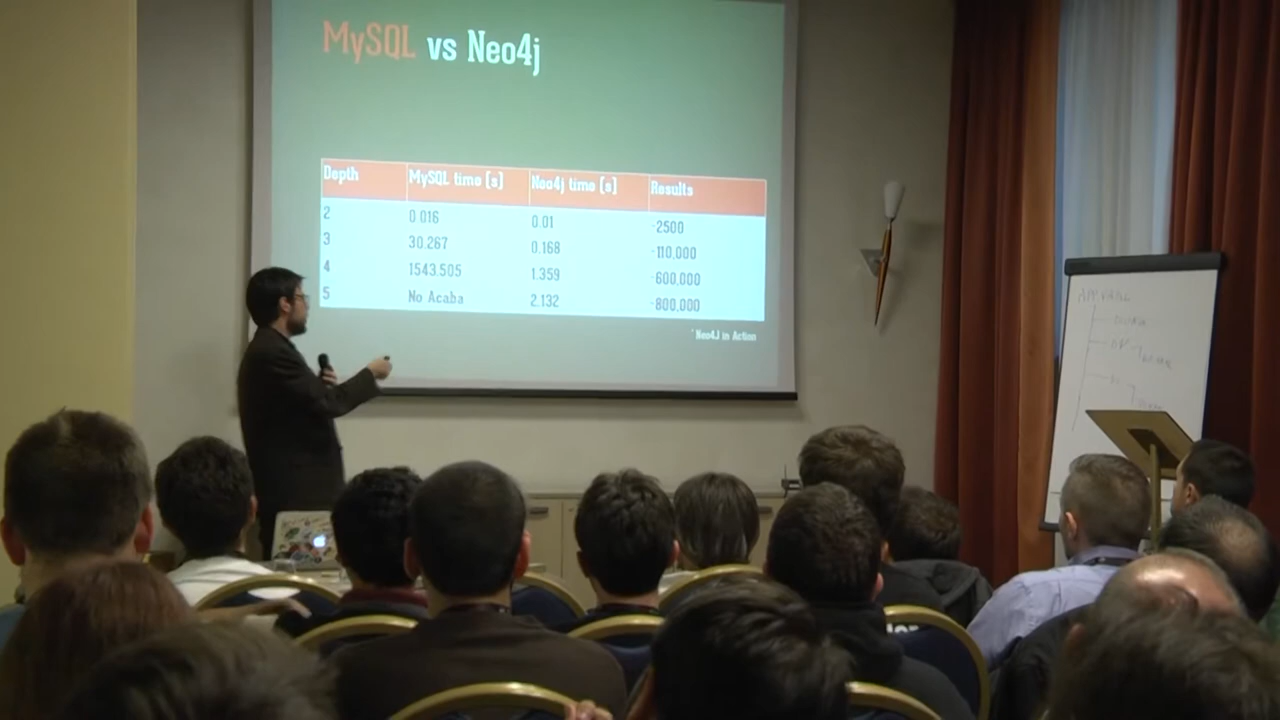 MySQL vs Neo4j
Depth MySQL time (s) Neo4j time (s) Results
2 0.016 0.01 ~2500
3 30.267 0.168 ~110,000
4 1543.505 1.359 ~600,000
5 No Acaba 2.132 ~800,000
* Neo4J in Action